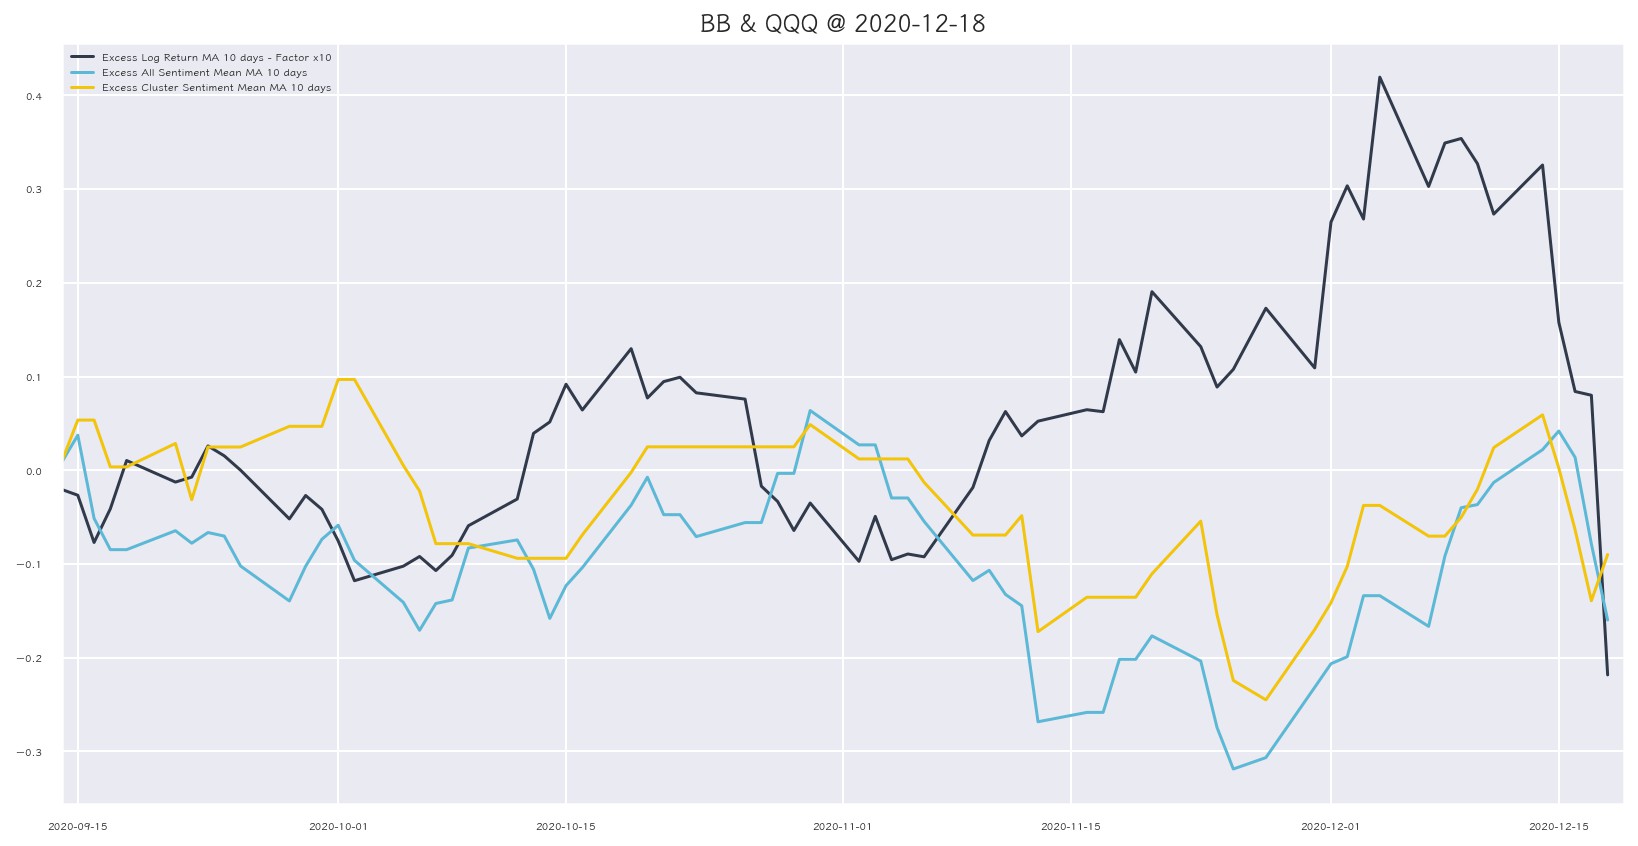 BB & QQQ @ 2020-12-18
Excess Log Return MA 10 days - Factor x10
Excess All Sentiment Mean MA 10 days
Excess Cluster Sentiment Mean MA 10 days
0.4
0.3
0.2
0.1
0.0
−0.1
−0.2
−0.3
2020-09-15 2020-10-01 2020-10-15 2020-11-01 2020-11-15 2020-12-01 2020-12-15